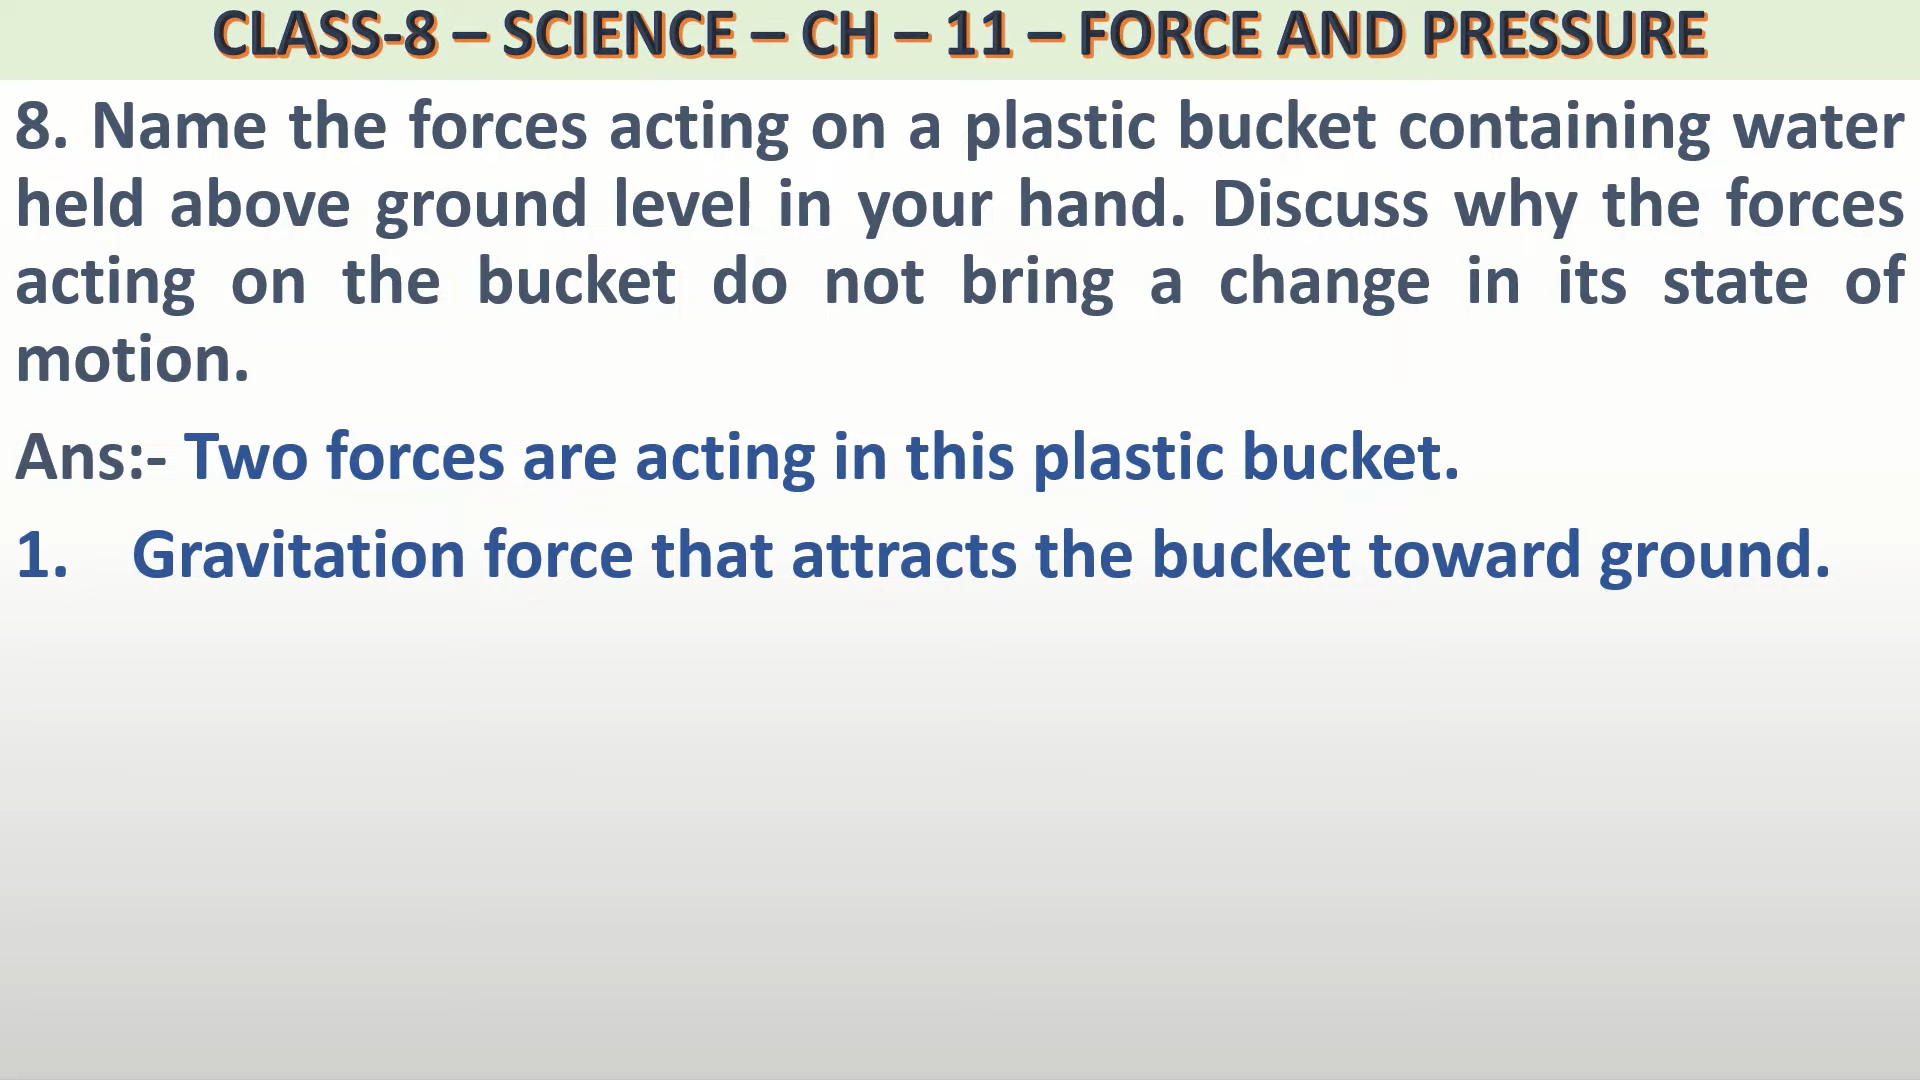 CLASS-8 – SCIENCE – CH – 11 – FORCE AND PRESSURE
8. Name the forces acting on a plastic bucket containing water
held above ground level in your hand. Discuss why the forces
acting on the bucket do not bring a change in its state of
motion.
Ans:- Two forces are acting in this plastic bucket.
1. Gravitation force that attracts the bucket toward ground.